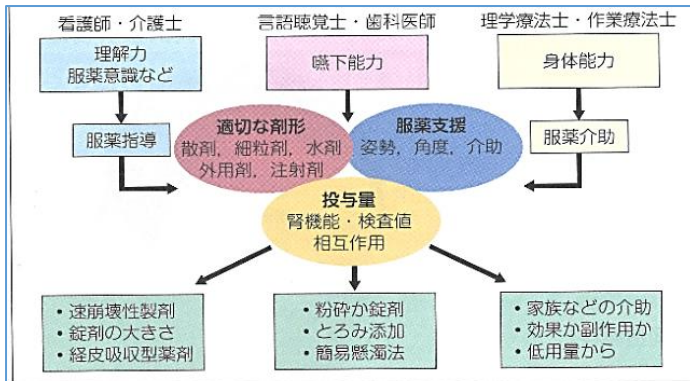 看護師・介護士
言語聴覚士・歯科医師
理学療法士・作業療法士
理解力
服薬意識など
嚥下能力
身体能力
服薬指導
適切な剤形
散剤，細粒剤，水剤
外用剤，注射剤
服薬支援
姿勢，角度，介助
服薬介助
投与量
腎機能・検査値
相互作用
・速崩壊性製剤
・錠剤の大きさ
・経皮吸収型薬剤
・粉砕か錠剤
・とろみ添加
・簡易懸濁法
・家族などの介助
・効果か副作用か
・低用量から